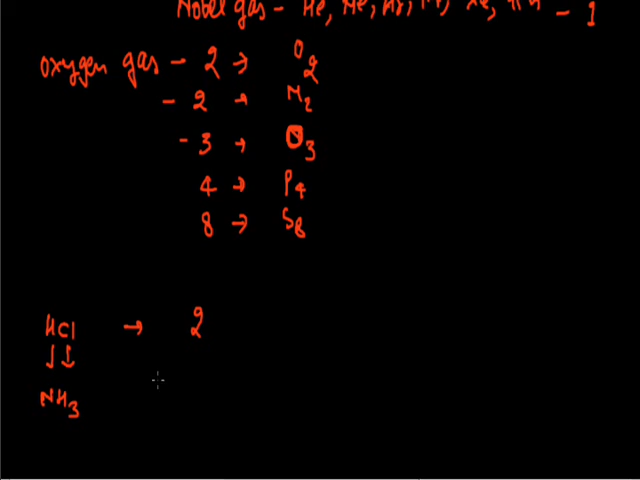 Nobel gas - He, Ne, Ar, Kr, Xe, Rn - 1
Oxygen gas - 2 → O2
- 2 → N2
- 3 → O3
4 → P4
8 → S8
HCl → 2
↓↓
NH3